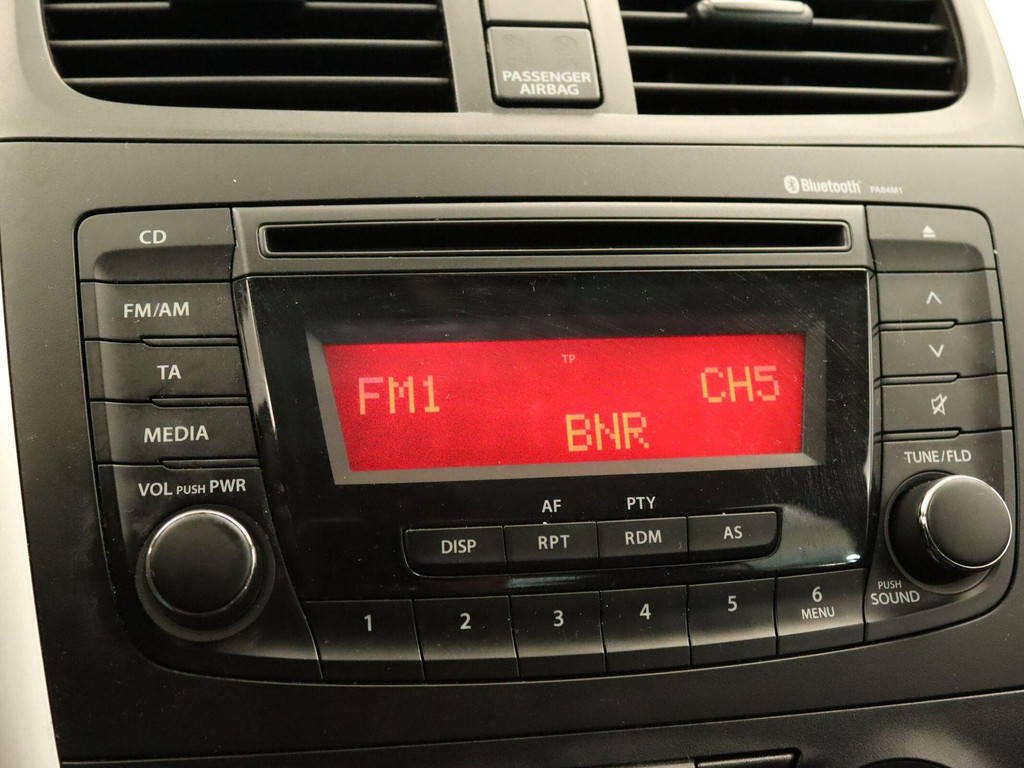 PASSENGER
AIRBAG
Bluetooth PA84M1
CD
FM/AM
TA
MEDIA
VOL PUSH PWR
TP
FM1
CH5
BNR
AF
PTY
DISP
RPT
RDM
AS
TUNE/FLD
PUSH
SOUND
1
2
3
4
5
6
MENU